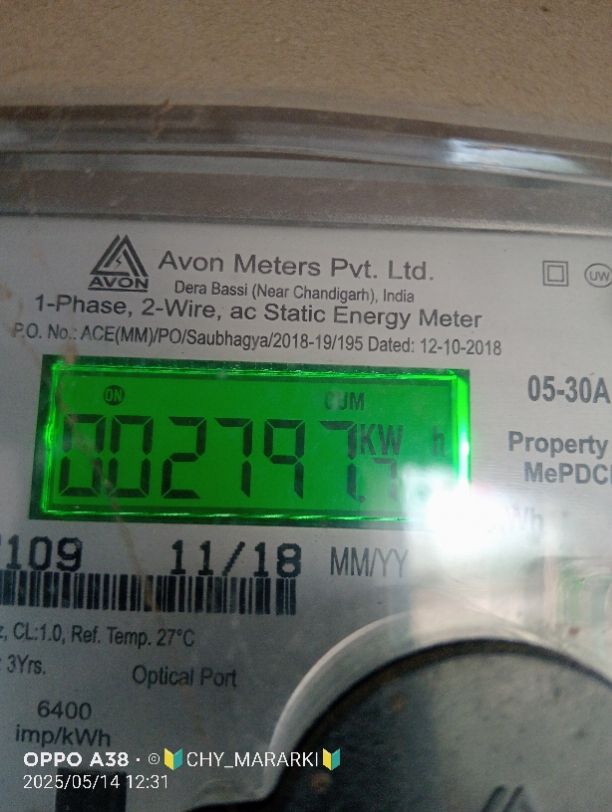 AVON
Avon Meters Pvt. Ltd.
Dera Bassi (Near Chandigarh), India
1-Phase, 2-Wire, ac Static Energy Meter
P.O. No.: ACE(MM)/PO/Saubhagya/2018-19/195 Dated: 12-10-2018
UW
05-30A
ON
CUM
002797. KW h
Property
MePDC
109
11/18 MM/YY
CL:1.0, Ref. Temp. 27°C
3Yrs.
Optical Port
6400
imp/kWh
OPPO A38 · © 🔰CHY_MARARKI🔰
2025/05/14 12:31